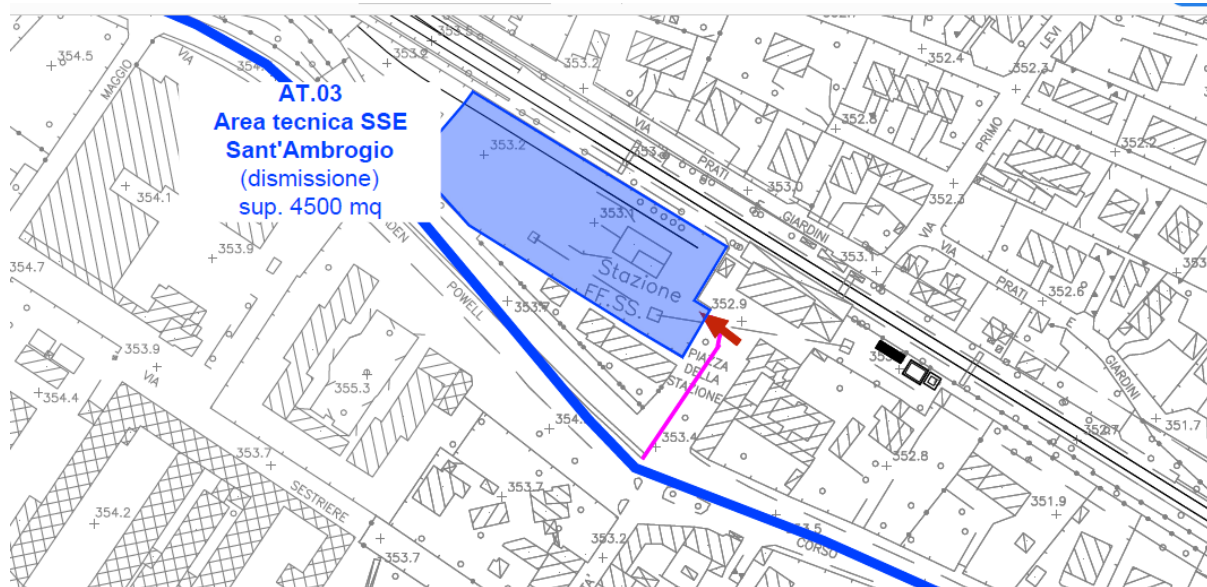 AT.03
Area tecnica SSE
Sant'Ambrogio
(dismissione)
sup. 4500 mq
354.5
MAGGIO
VIA
353.5
353.2
353.2
352.4
LEVI
352.3
352.8
VIA
PRATI
GIARDINI
PRIMO
352.2
353.2
353.1
353.0
352.3
354.1
353.9
354.7
VIA
VIA
PRATI
353.1
352.6
Stazione
FF.SS.
352.9
POWELL
PIAZZA
DELLA
STAZIONE
GIARDINI
353.9
VIA
355.3
354.4
353.4
351.7
352.7
353.7
352.8
SESTRIERE
353.7
351.9
354.2
353.2
CORSO
353.7